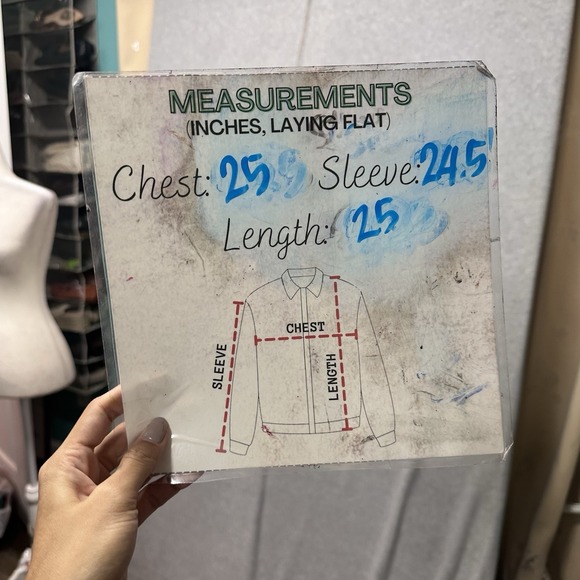 MEASUREMENTS
(INCHES, LAYING FLAT)
Chest: 25 Sleeve: 24.5
Length: 25
CHEST
SLEEVE
LENGTH